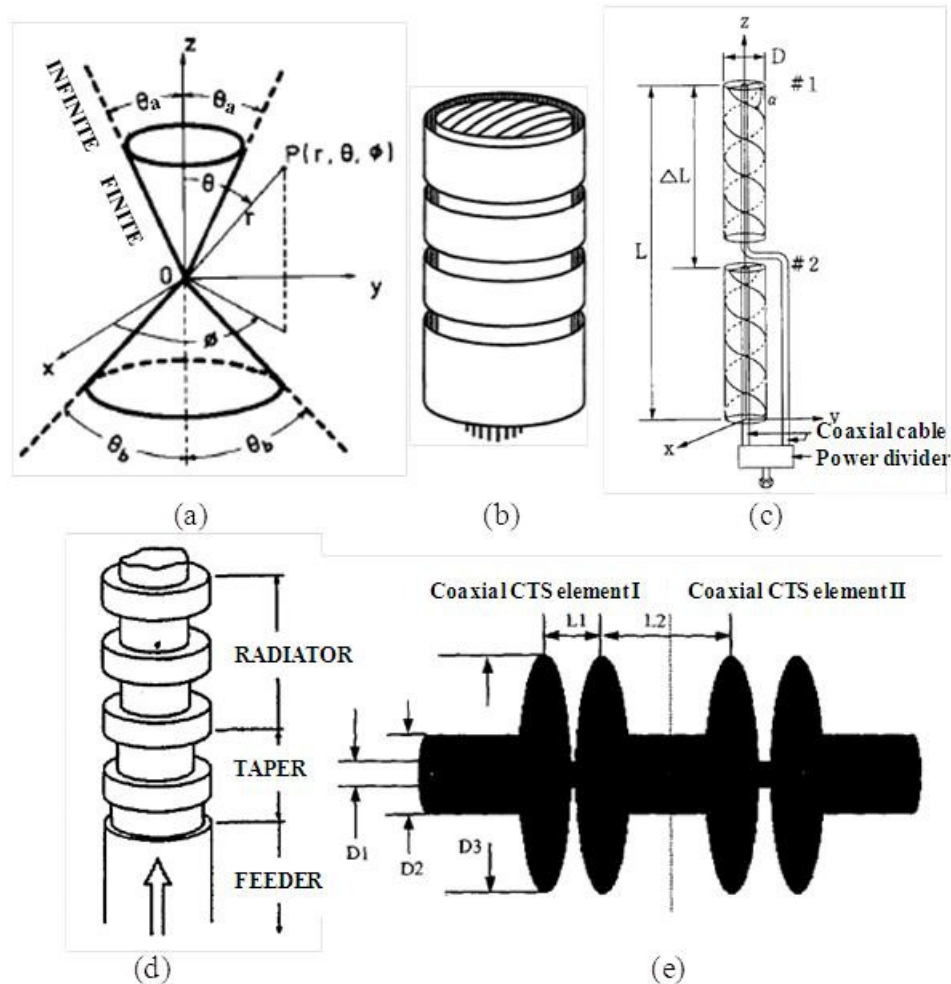 z
INFINITE
FINITE
θa θa
P(r, θ, φ)
θ
r
O
y
φ
x
θb θb
(a)
(b)
z
D
#1
α
ΔL
L
#2
y
x
Coaxial cable
Power divider
(c)
RADIATOR
TAPER
FEEDER
(d)
Coaxial CTS element I Coaxial CTS element II
L1 L2
D1
D2
D3
(e)